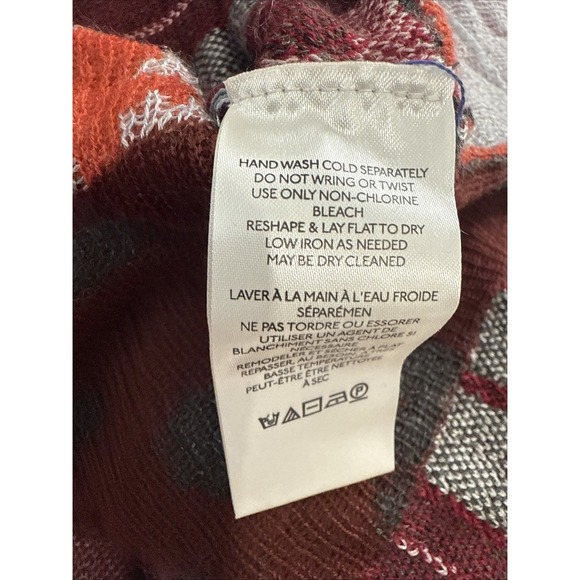 HAND WASH COLD SEPARATELY
DO NOT WRING OR TWIST
USE ONLY NON-CHLORINE
BLEACH
RESHAPE & LAY FLAT TO DRY
LOW IRON AS NEEDED
MAY BE DRY CLEANED
LAVER À LA MAIN À L'EAU FROIDE
SÉPARÉMEN
NE PAS TORDRE OU ESSORER
UTILISER UN AGENT DE
BLANCHIMENT SANS CHLORE SI
NÉCESSAIRE
REMODELER ET SÉCHER À PLAT
REPASSER, AU BESOIN, À FER
BASSE TEMPÉRATURE
PEUT-ÊTRE ÊTRE NETTOYÉE
À SEC